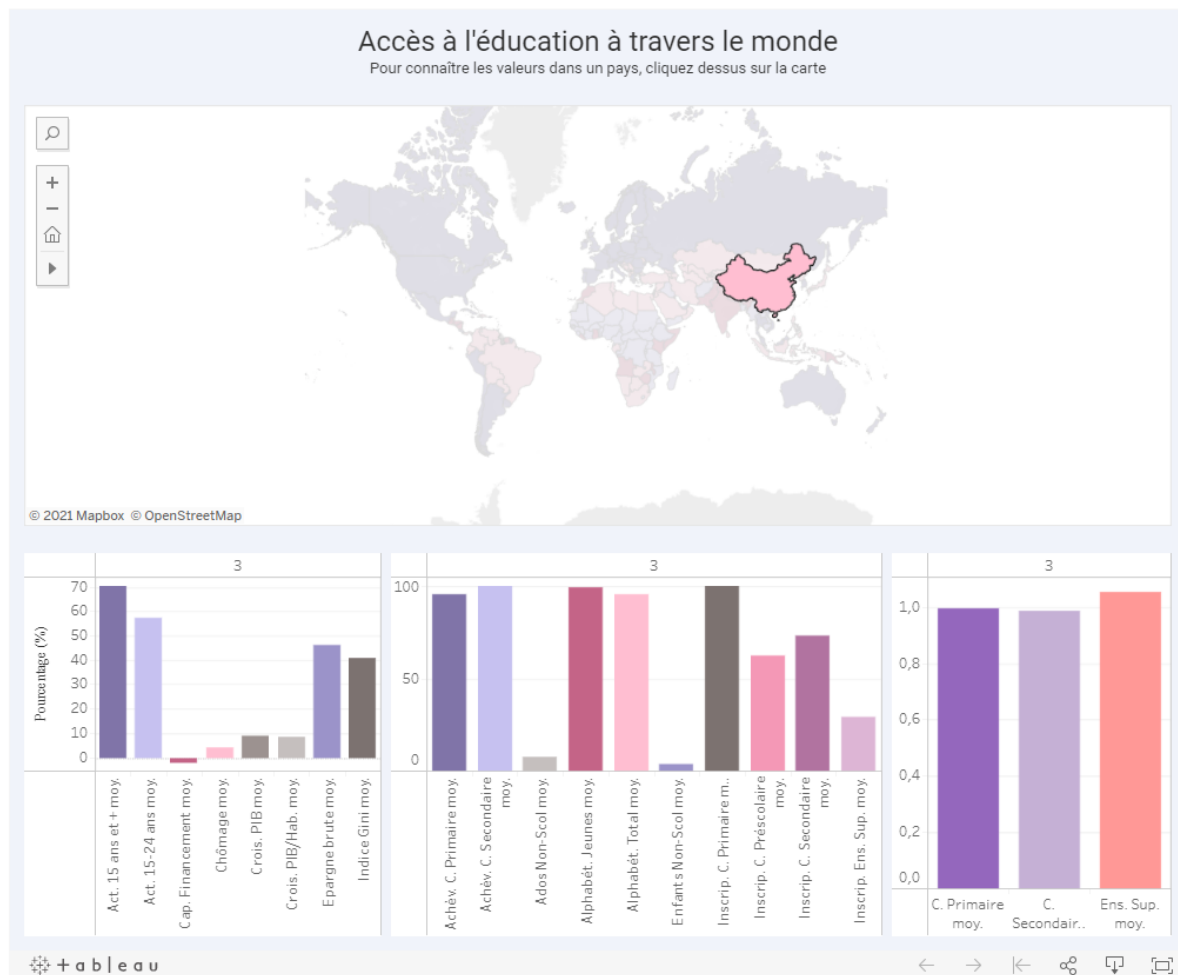 Accès à l'éducation à travers le monde
Pour connaître les valeurs dans un pays, cliquez dessus sur la carte
© 2021 Mapbox © OpenStreetMap
3
Pourcentage (%)
70
60
50
40
30
20
10
0
Act. 15 ans et + moy.
Act. 15-24 ans moy.
Cap. Financement moy.
Chômage moy.
Crois. PIB moy.
Crois. PIB/Hab. moy.
Epargne brute moy.
Indice Gini moy.
3
100
50
0
Achèv. C. Primaire moy.
Achèv. C. Secondaire
moy.
Ados Non-Scol moy.
Alphabét. Jeunes moy.
Alphabét. Total moy.
Enfants Non-Scol moy.
Inscrip. C. Primaire m..
Inscrip. C. Préscolaire
moy.
Inscrip. C. Secondaire
moy.
Inscrip. Ens. Sup. moy.
3
1,0
0,8
0,6
0,4
0,2
0,0
C. Primaire
moy.
C.
Secondair..
Ens. Sup.
moy.
+ a b | e a u